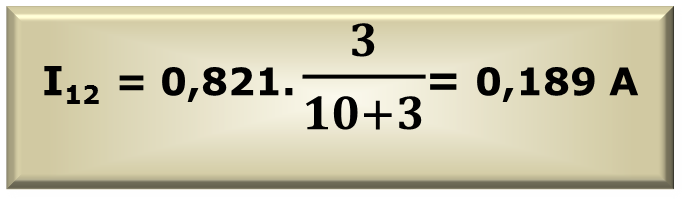 I₁₂ = 0,821. 3/10+3 = 0,189 A